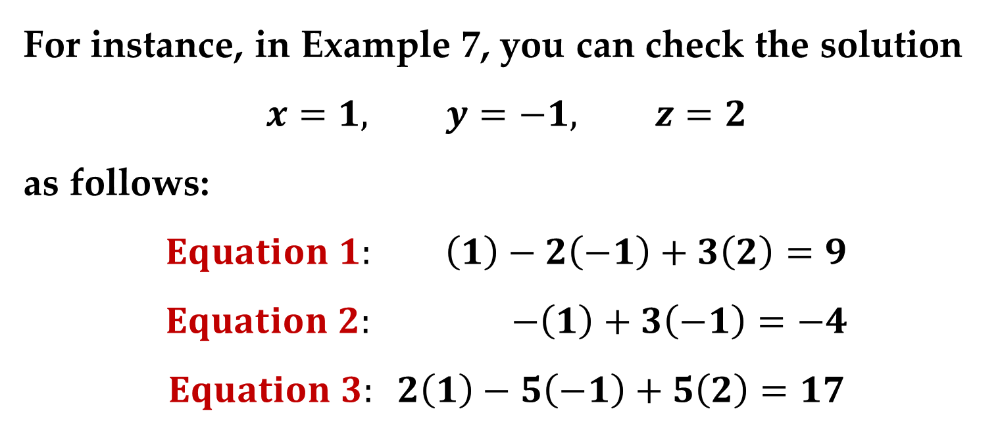 For instance, in Example 7, you can check the solution
x = 1, y = −1, z = 2
as follows:
Equation 1: (1) − 2(−1) + 3(2) = 9
Equation 2: −(1) + 3(−1) = −4
Equation 3: 2(1) − 5(−1) + 5(2) = 17